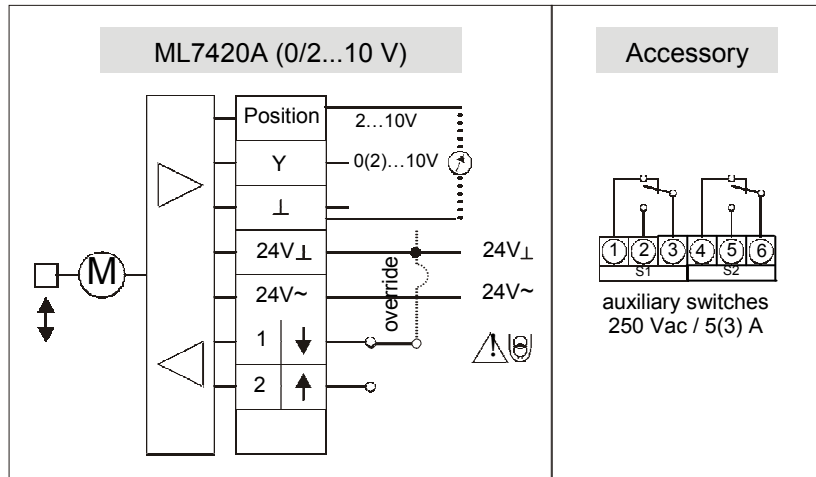 ML7420A (0/2...10 V)
Position
2...10V
Y
0(2)...10V
⊥
24V⊥
24V⊥
24V~
24V~
override
1
2
M
Accessory
1 2 3 4 5 6
S1 S2
auxiliary switches
250 Vac / 5(3) A